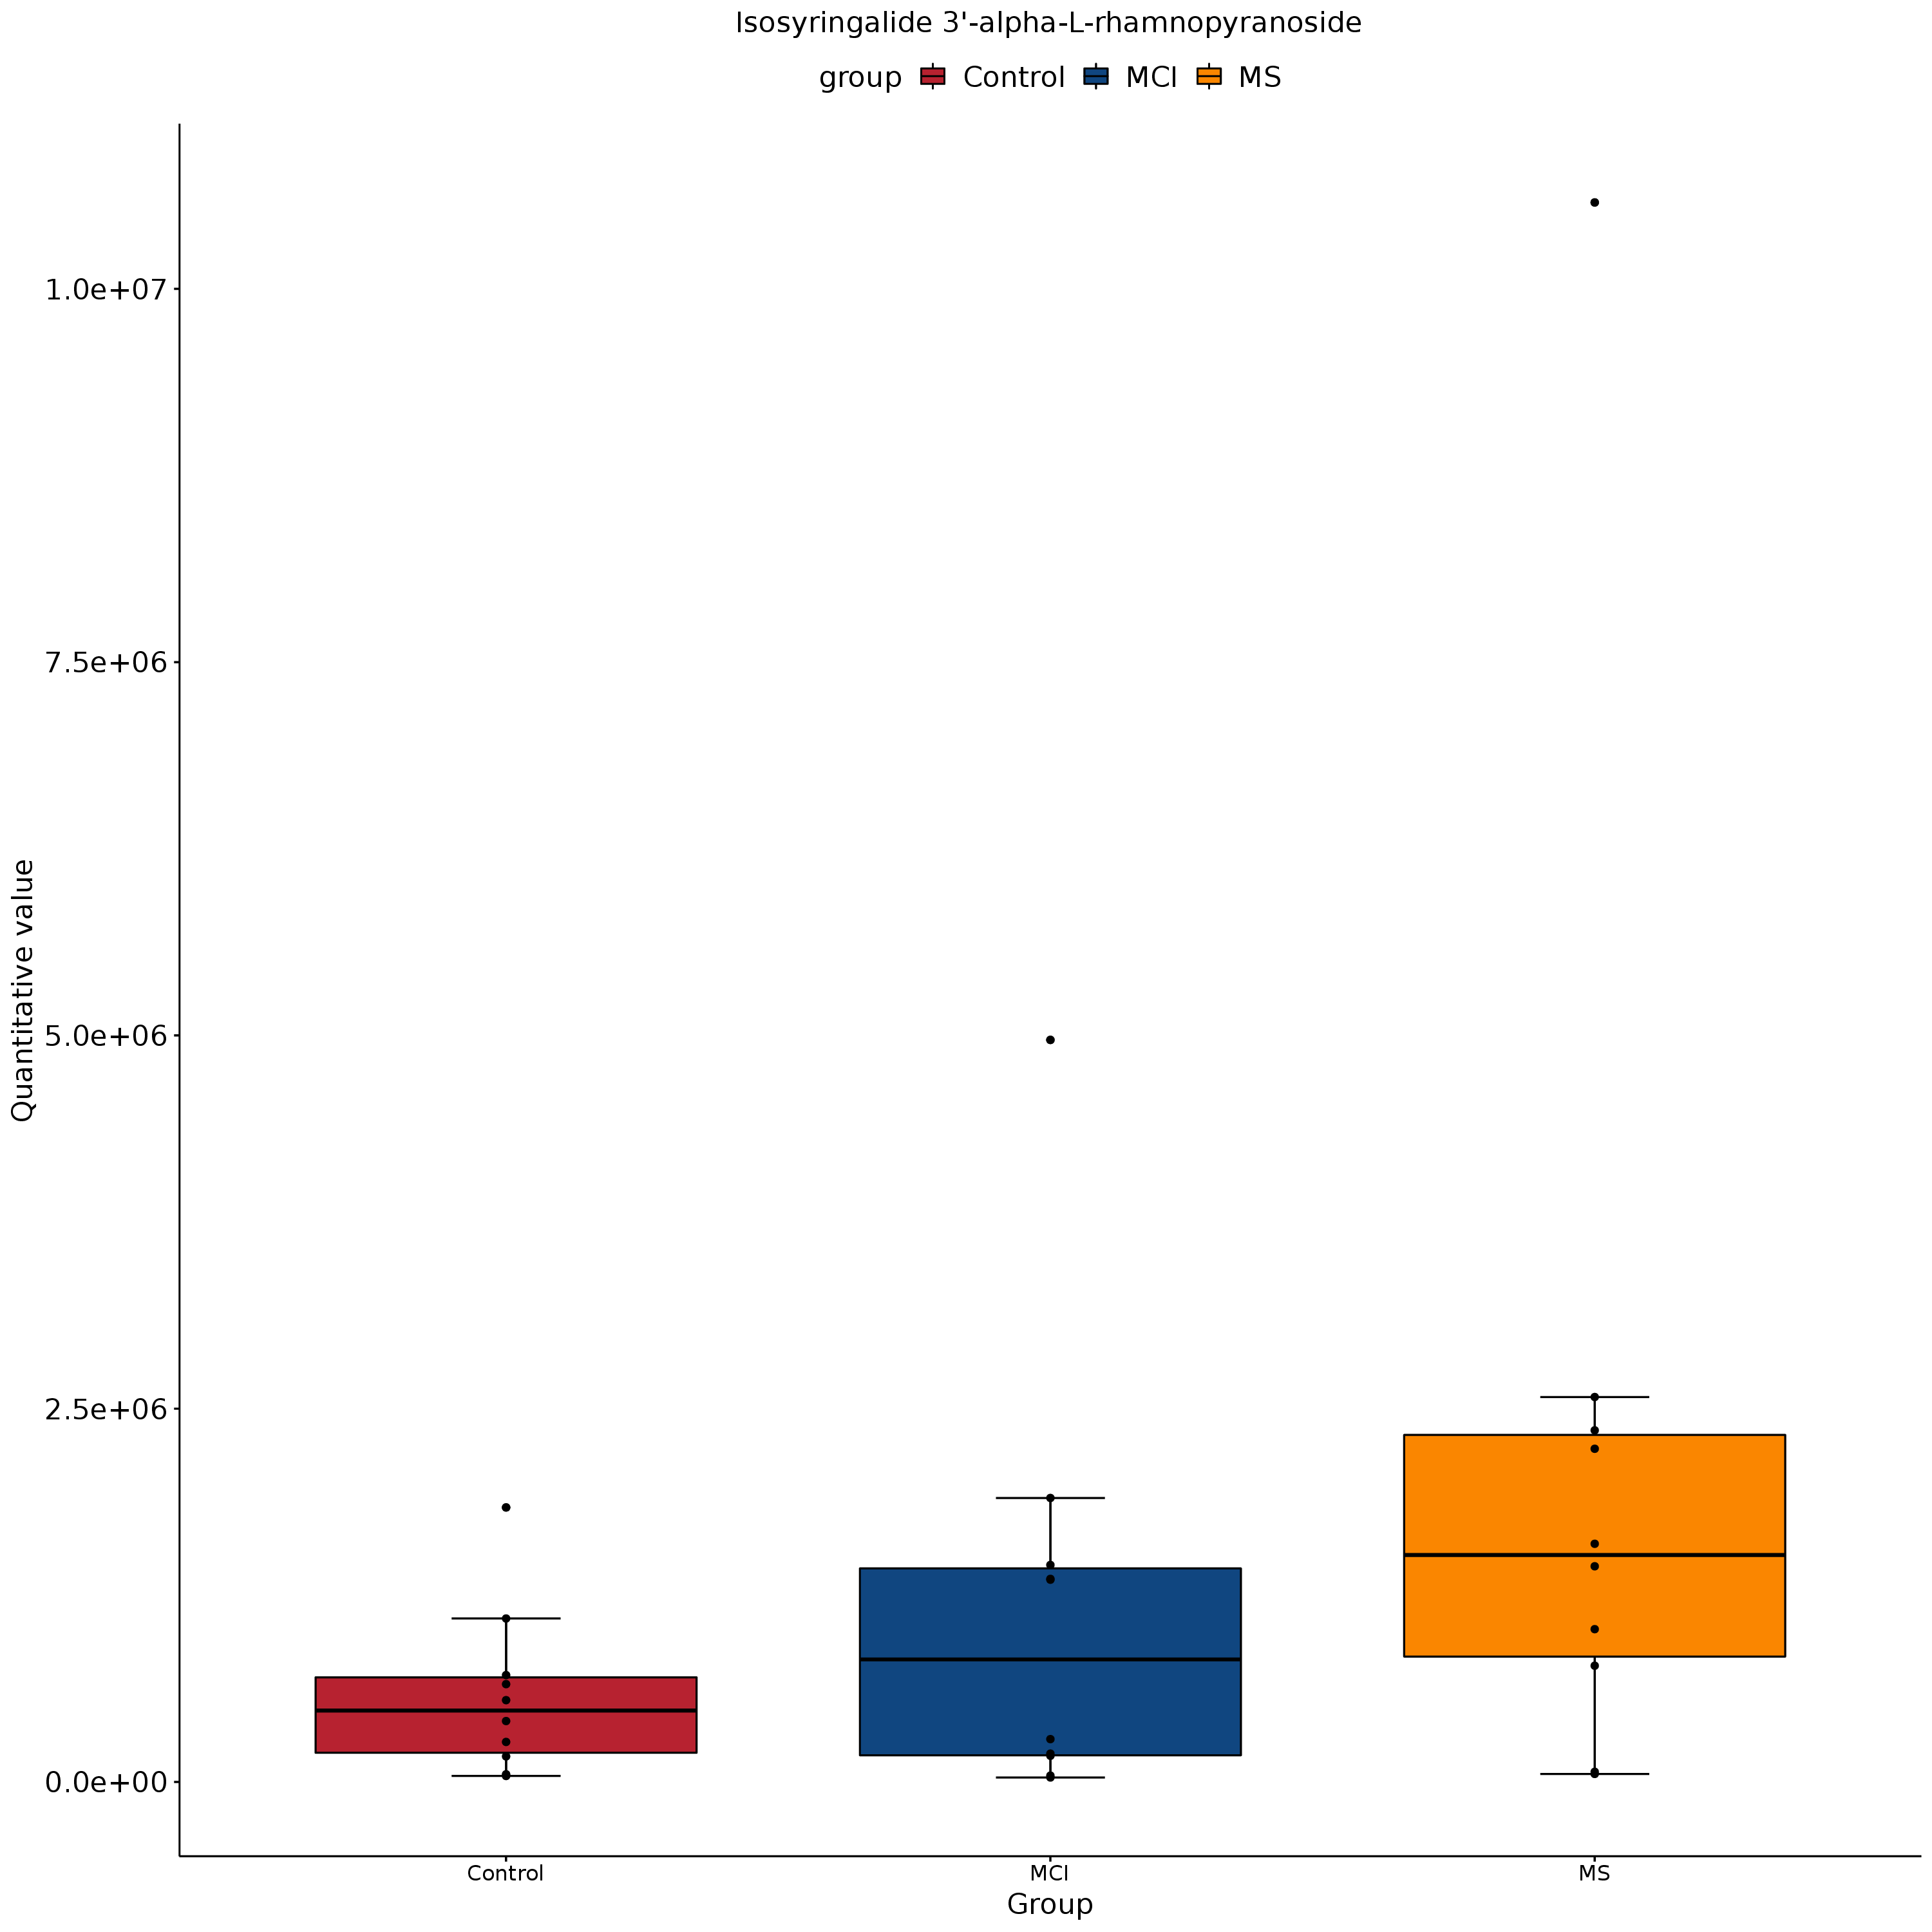 Isosyringalide 3'-alpha-L-rhamnopyranoside
group Control MCI MS
1.0e+07
7.5e+06
5.0e+06
2.5e+06
0.0e+00
Quantitative value
Control MCI MS
Group